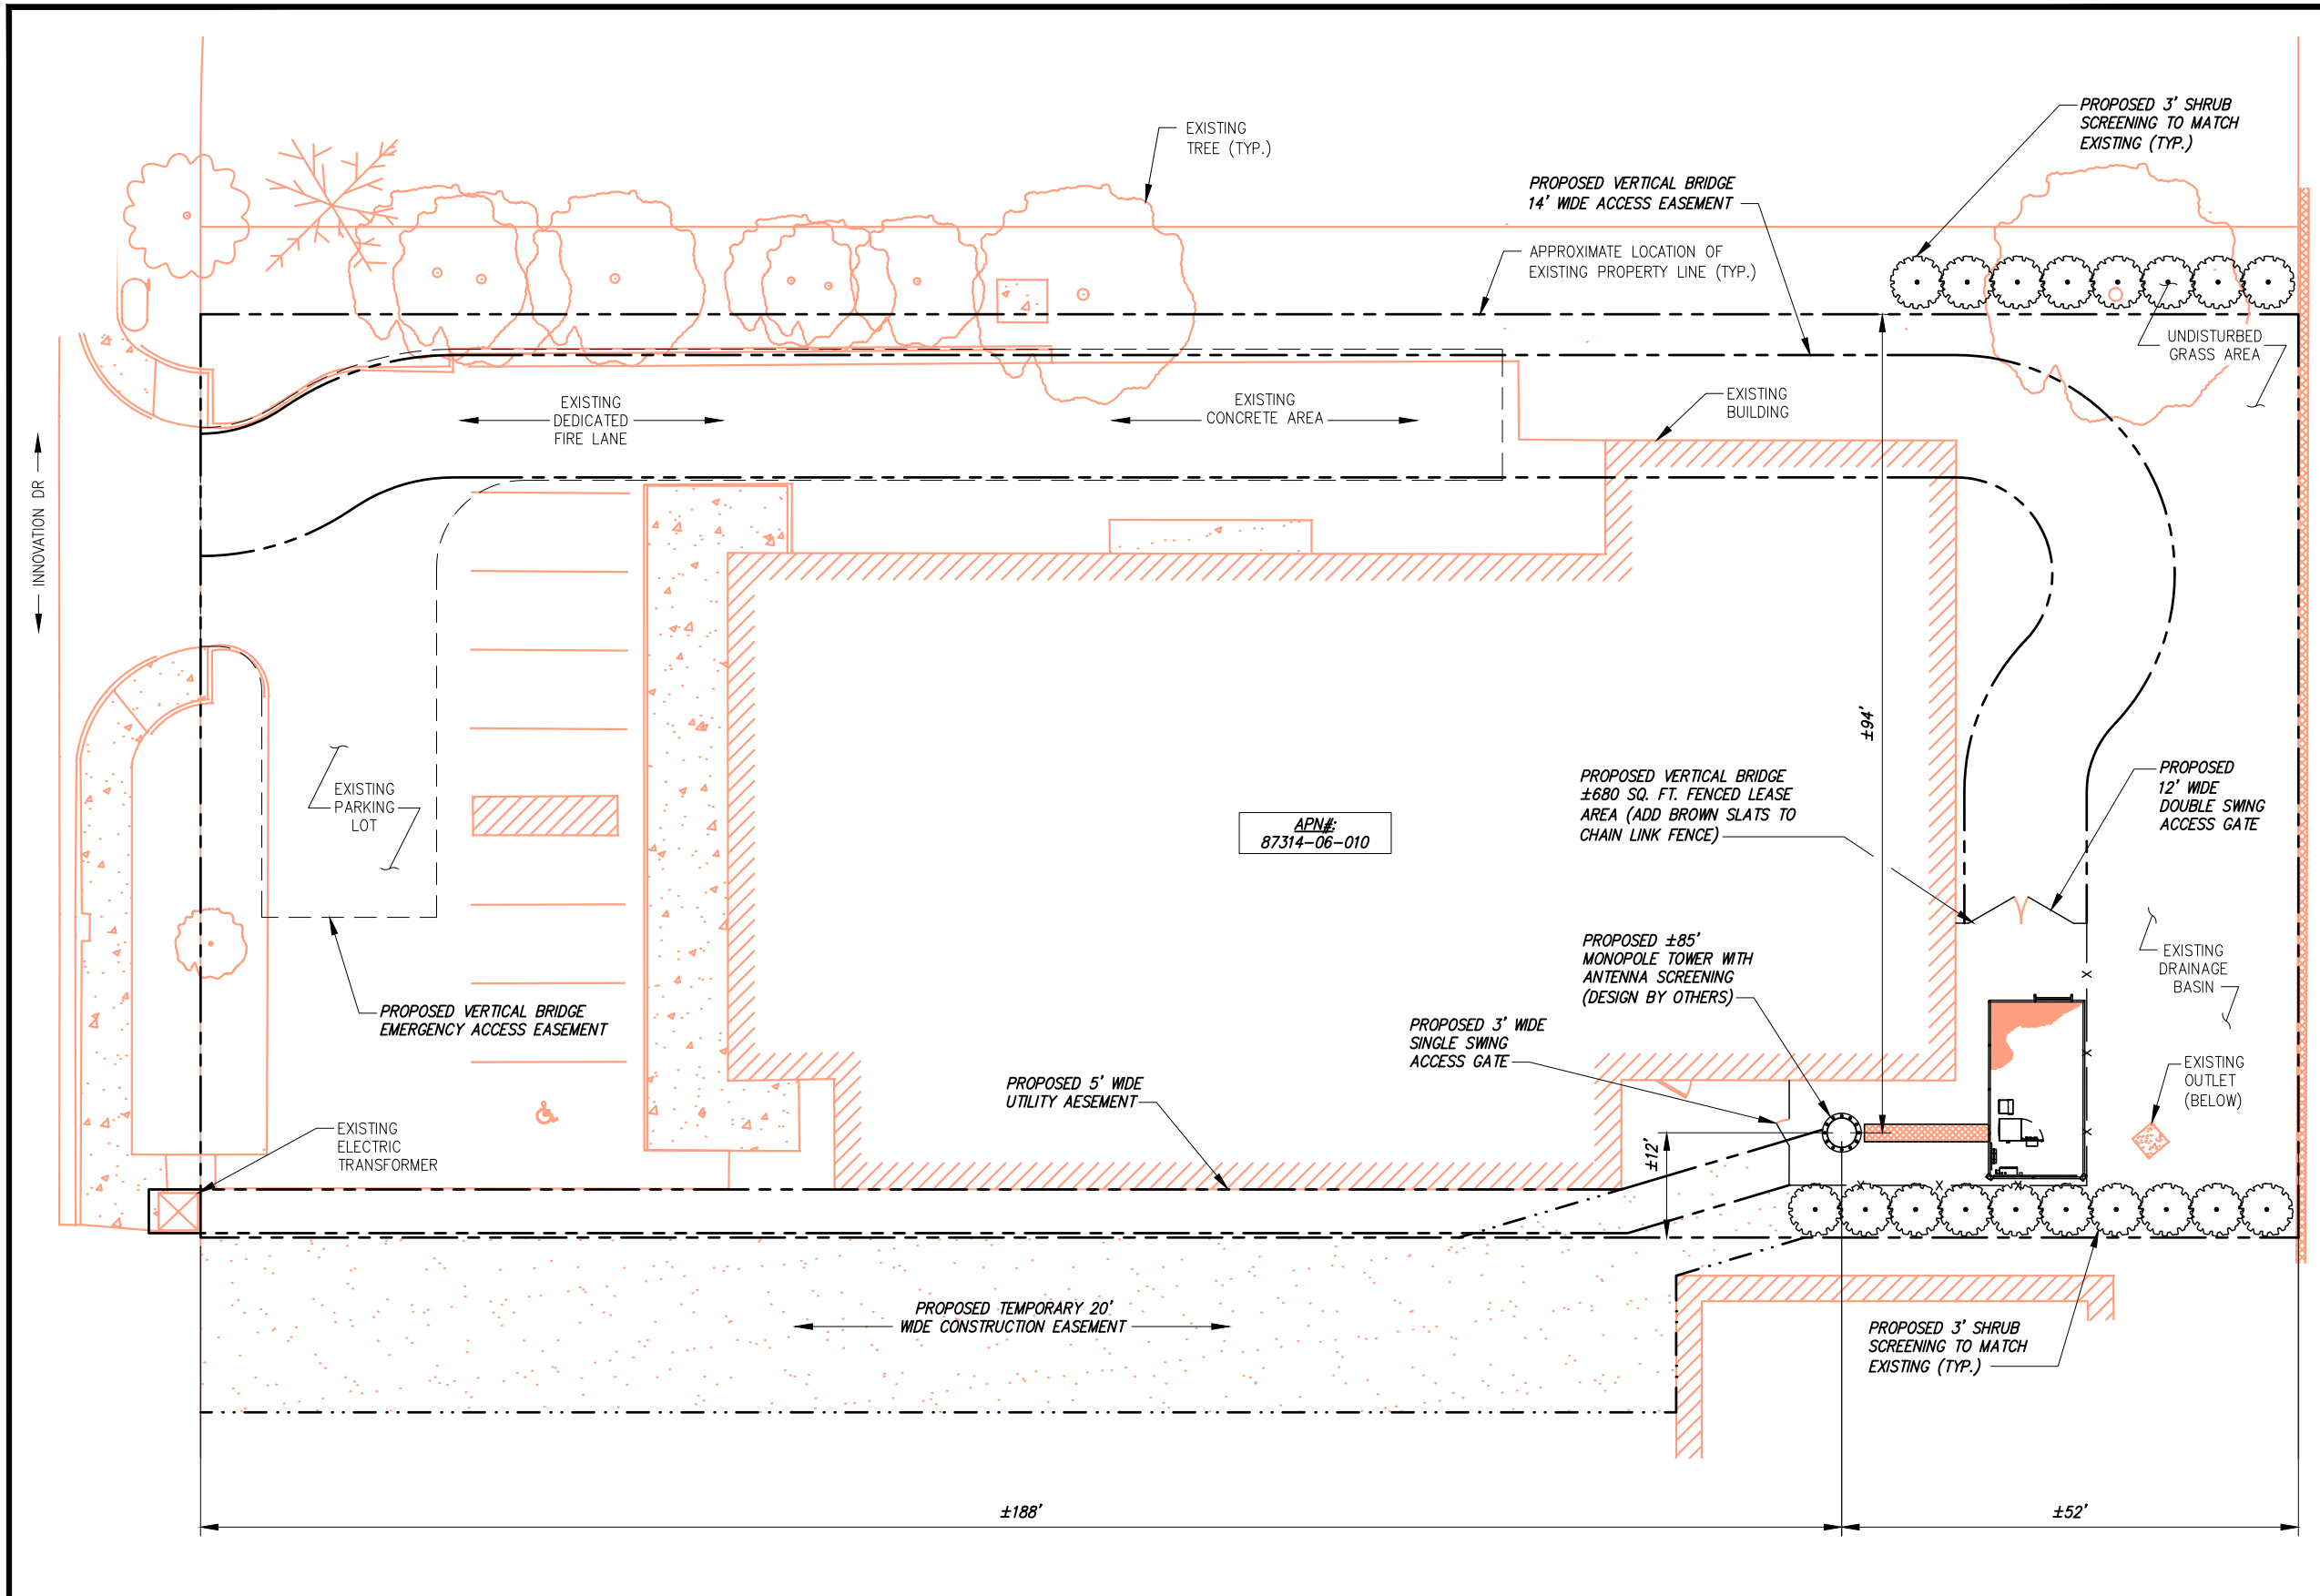 PROPOSED 3' SHRUB
SCREENING TO MATCH
EXISTING (TYP.)
EXISTING
TREE (TYP.)
PROPOSED VERTICAL BRIDGE
14' WIDE ACCESS EASEMENT
APPROXIMATE LOCATION OF
EXISTING PROPERTY LINE (TYP.)
UNDISTURBED
GRASS AREA
EXISTING
DEDICATED
FIRE LANE
EXISTING
CONCRETE AREA
EXISTING
BUILDING
INNOVATION DR
±94'
PROPOSED
12' WIDE
DOUBLE SWING
ACCESS GATE
PROPOSED VERTICAL BRIDGE
±680 SQ. FT. FENCED LEASE
AREA (ADD BROWN SLATS TO
CHAIN LINK FENCE)
EXISTING
PARKING
LOT
APN#:
87314-06-010
PROPOSED ±85'
MONOPOLE TOWER WITH
ANTENNA SCREENING
(DESIGN BY OTHERS)
EXISTING
DRAINAGE
BASIN
PROPOSED VERTICAL BRIDGE
EMERGENCY ACCESS EASEMENT
PROPOSED 3' WIDE
SINGLE SWING
ACCESS GATE
EXISTING
OUTLET
(BELOW)
PROPOSED 5' WIDE
UTILITY AESEMENT
EXISTING
ELECTRIC
TRANSFORMER
±12'
X
X
X
X
X
X
PROPOSED TEMPORARY 20'
WIDE CONSTRUCTION EASEMENT
PROPOSED 3' SHRUB
SCREENING TO MATCH
EXISTING (TYP.)
±188'
±52'